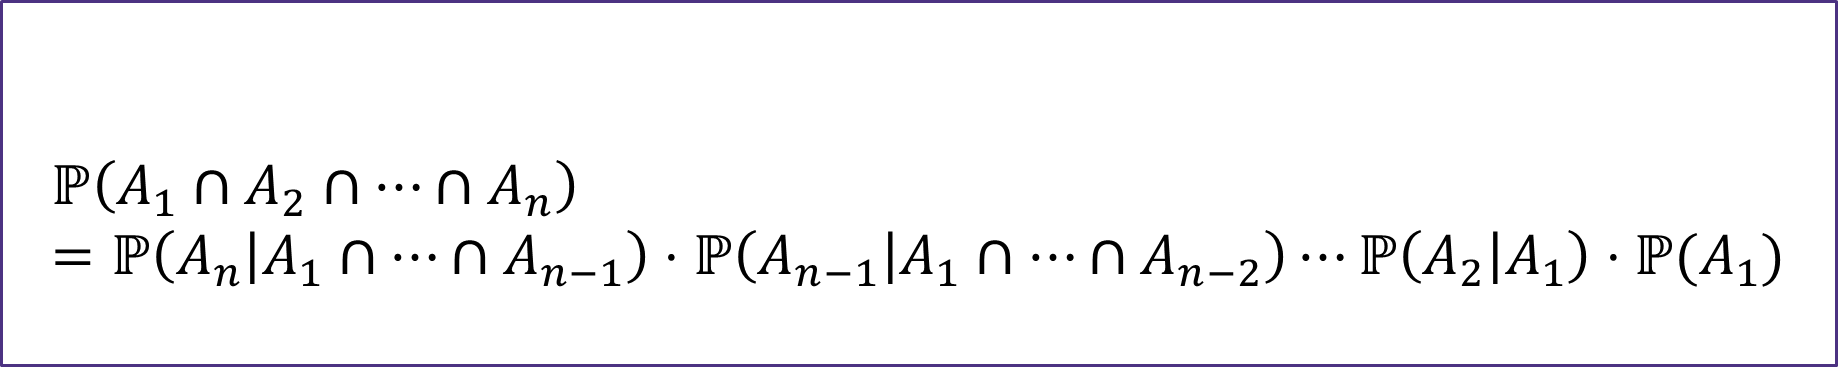 ℙ(A₁ ∩ A₂ ∩ ⋯ ∩ Aₙ)
= ℙ(Aₙ|A₁ ∩ ⋯ ∩ Aₙ₋₁) · ℙ(Aₙ₋₁|A₁ ∩ ⋯ ∩ Aₙ₋₂) ⋯ ℙ(A₂|A₁) · ℙ(A₁)